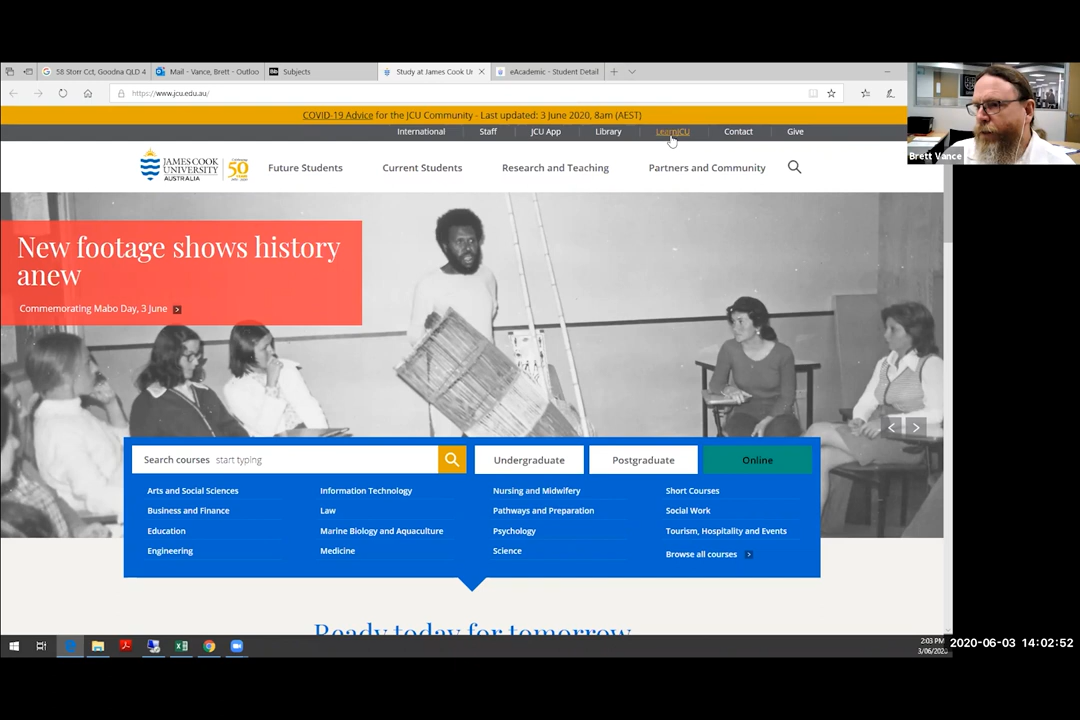 58 Storr Cct, Goodna QLD 4
Mail - Vance, Brett - Outloo
Bb Subjects
Study at James Cook Ur
eAcademic - Student Detail
https://www.jcu.edu.au/
COVID-19 Advice for the JCU Community - Last updated: 3 June 2020, 8am (AEST)
International Staff JCU App Library LearnJCU Contact Give
JAMES COOK
UNIVERSITY
AUSTRALIA
50
Future Students Current Students Research and Teaching Partners and Community
Brett Vance
New footage shows history
anew
Commemorating Mabo Day, 3 June
Search courses start typing
Undergraduate Postgraduate Online
Arts and Social Sciences Information Technology Nursing and Midwifery Short Courses
Business and Finance Law Pathways and Preparation Social Work
Education Marine Biology and Aquaculture Psychology Tourism, Hospitality and Events
Engineering Medicine Science Browse all courses
Ready today for tomorrow
2:03 PM
3/06/202
2020-06-03 14:02:52